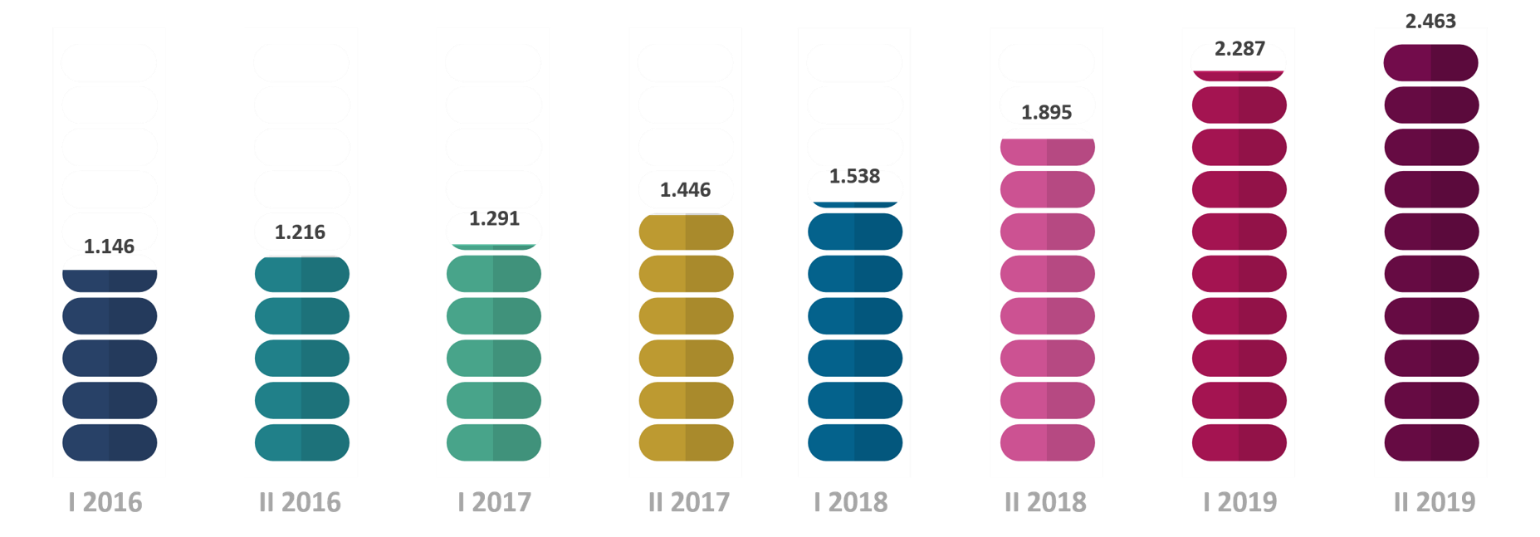 2.463
2.287
1.895
1.538
1.446
1.291
1.216
1.146
I 2016
II 2016
I 2017
II 2017
I 2018
II 2018
I 2019
II 2019